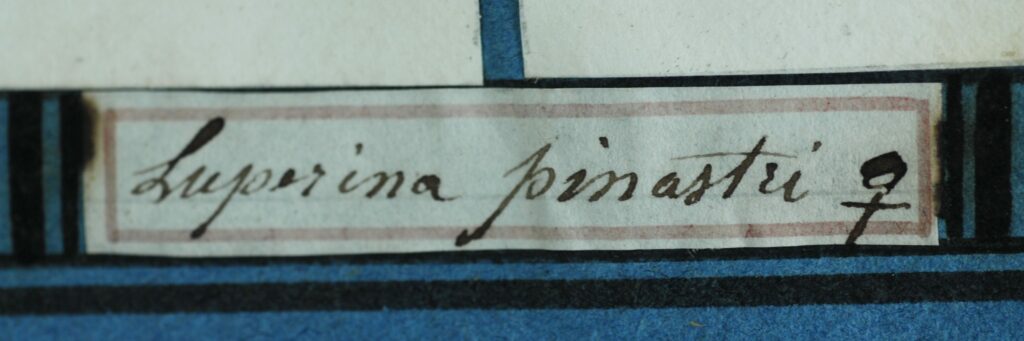 Luperina pinastri ♀